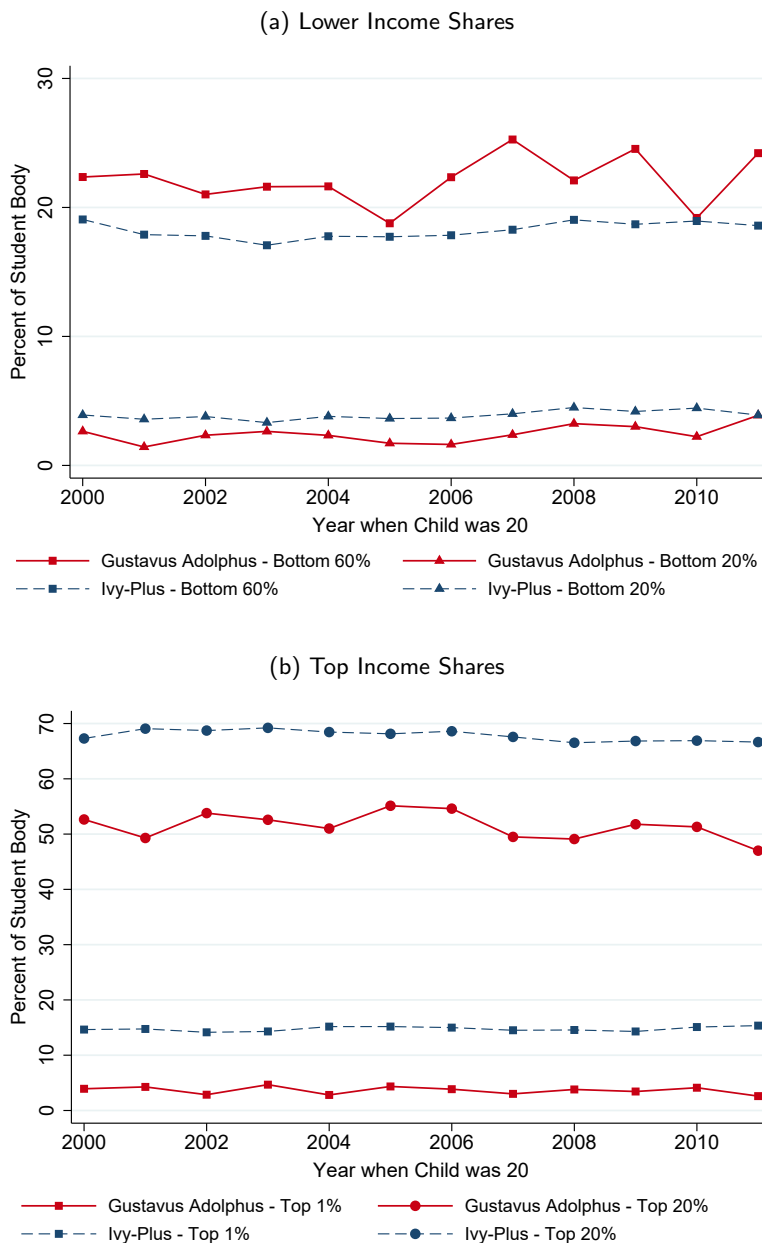 (a) Lower Income Shares
30
20
10
0
Percent of Student Body
2000 2002 2004 2006 2008 2010
Year when Child was 20
Gustavus Adolphus - Bottom 60% Gustavus Adolphus - Bottom 20%
Ivy-Plus - Bottom 60% Ivy-Plus - Bottom 20%
(b) Top Income Shares
70
60
50
40
30
20
10
0
Percent of Student Body
2000 2002 2004 2006 2008 2010
Year when Child was 20
Gustavus Adolphus - Top 1% Gustavus Adolphus - Top 20%
Ivy-Plus - Top 1% Ivy-Plus - Top 20%